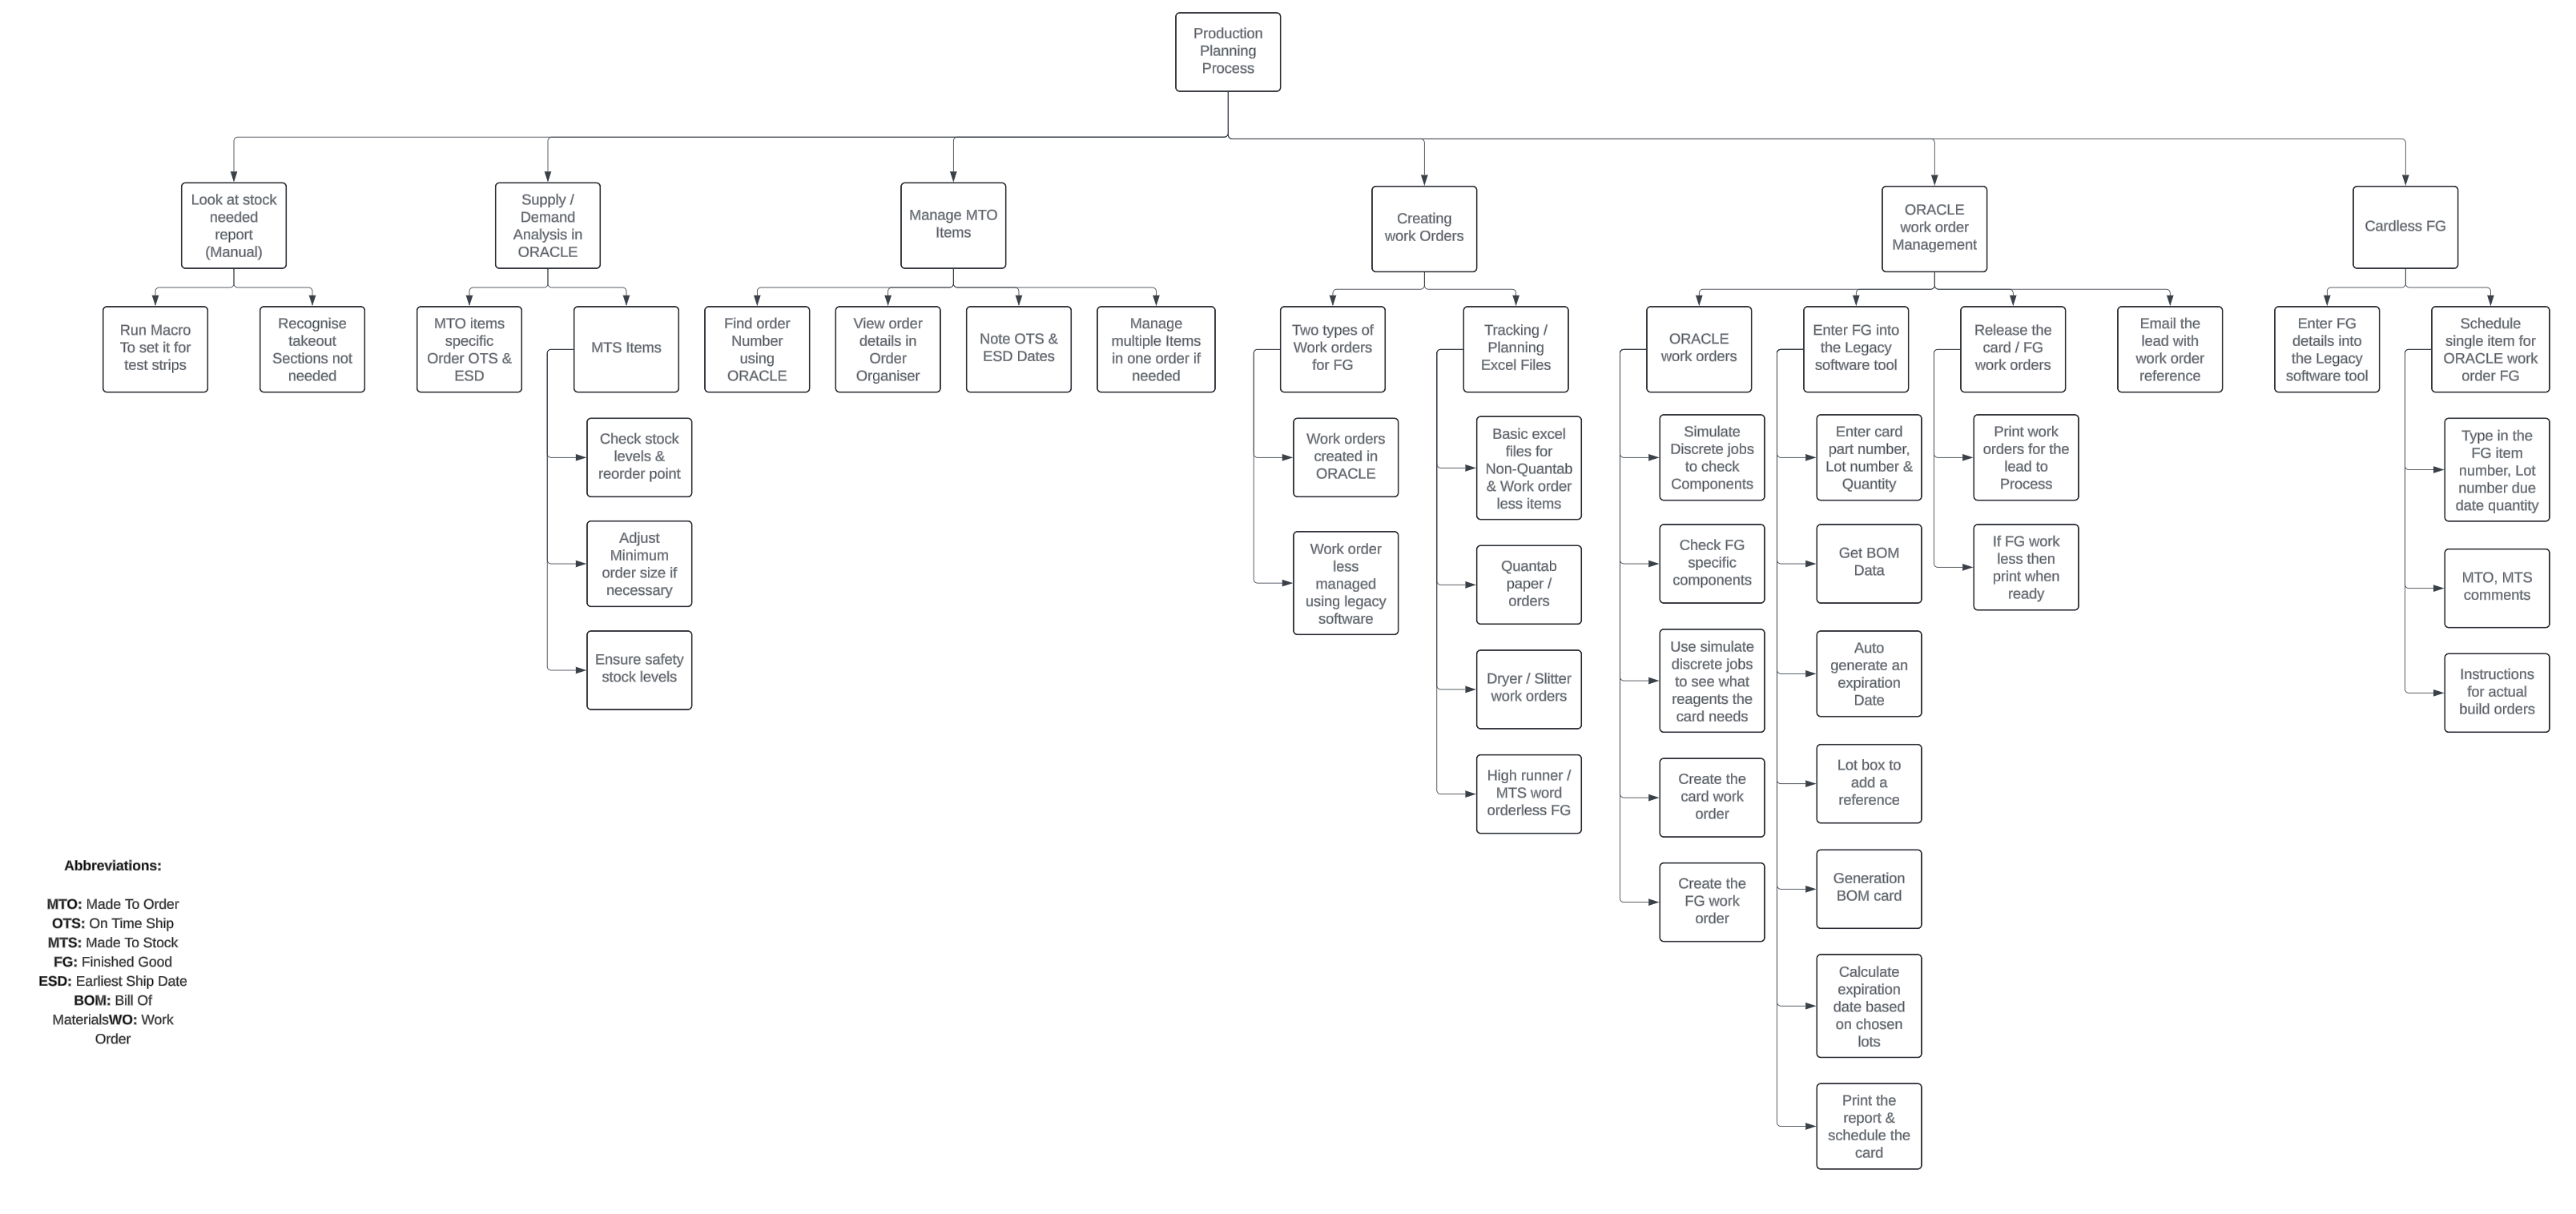 Production
Planning
Process
Look at stock
needed
report
(Manual)
Supply /
Demand
Analysis in
ORACLE
Manage MTO
Items
Creating
work Orders
ORACLE
work order
Management
Cardless FG
Run Macro
To set it for
test strips
Recognise
takeout
Sections not
needed
MTO items
specific
Order OTS &
ESD
MTS Items
Find order
Number
using
ORACLE
View order
details in
Order
Organiser
Note OTS &
ESD Dates
Manage
multiple Items
in one order if
needed
Two types of
Work orders
for FG
Tracking /
Planning
Excel Files
ORACLE
work orders
Enter FG into
the Legacy
software tool
Release the
card / FG
work orders
Email the
lead with
work order
reference
Enter FG
details into
the Legacy
software tool
Schedule
single item for
ORACLE work
order FG
Check stock
levels &
reorder point
Adjust
Minimum
order size if
necessary
Ensure safety
stock levels
Work orders
created in
ORACLE
Work order
less
managed
using legacy
software
Basic excel
files for
Non-Quantab
& Work order
less items
Quantab
paper /
orders
Dryer / Slitter
work orders
High runner /
MTS word
orderless FG
Simulate
Discrete jobs
to check
Components
Check FG
specific
components
Use simulate
discrete jobs
to see what
reagents the
card needs
Create the
card work
order
Create the
FG work
order
Enter card
part number,
Lot number &
Quantity
Get BOM
Data
Auto
generate an
expiration
Date
Lot box to
add a
reference
Generation
BOM card
Calculate
expiration
date based
on chosen
lots
Print the
report &
schedule the
card
Print work
orders for the
lead to
Process
If FG work
less then
print when
ready
Type in the
FG item
number, Lot
number due
date quantity
MTO, MTS
comments
Instructions
for actual
build orders
Abbreviations:
MTO: Made To Order
OTS: On Time Ship
MTS: Made To Stock
FG: Finished Good
ESD: Earliest Ship Date
BOM: Bill Of
MaterialsWO: Work
Order